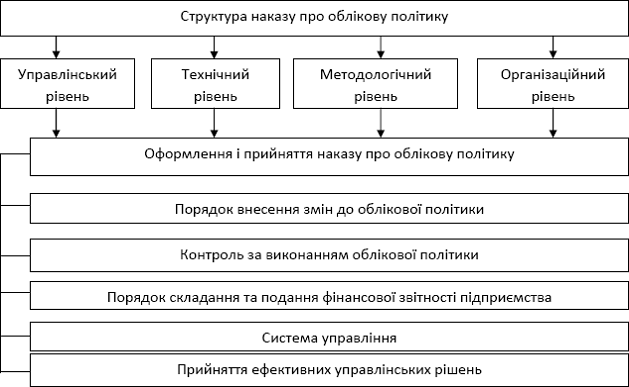 Структура наказу про облікову політику
Управлінський
рівень
Технічний
рівень
Методологічний
рівень
Організаційний
рівень
Оформлення і прийняття наказу про облікову політику
Порядок внесення змін до облікової політики
Контроль за виконанням облікової політики
Порядок складання та подання фінансової звітності підприємства
Система управління
Прийняття ефективних управлінських рішень